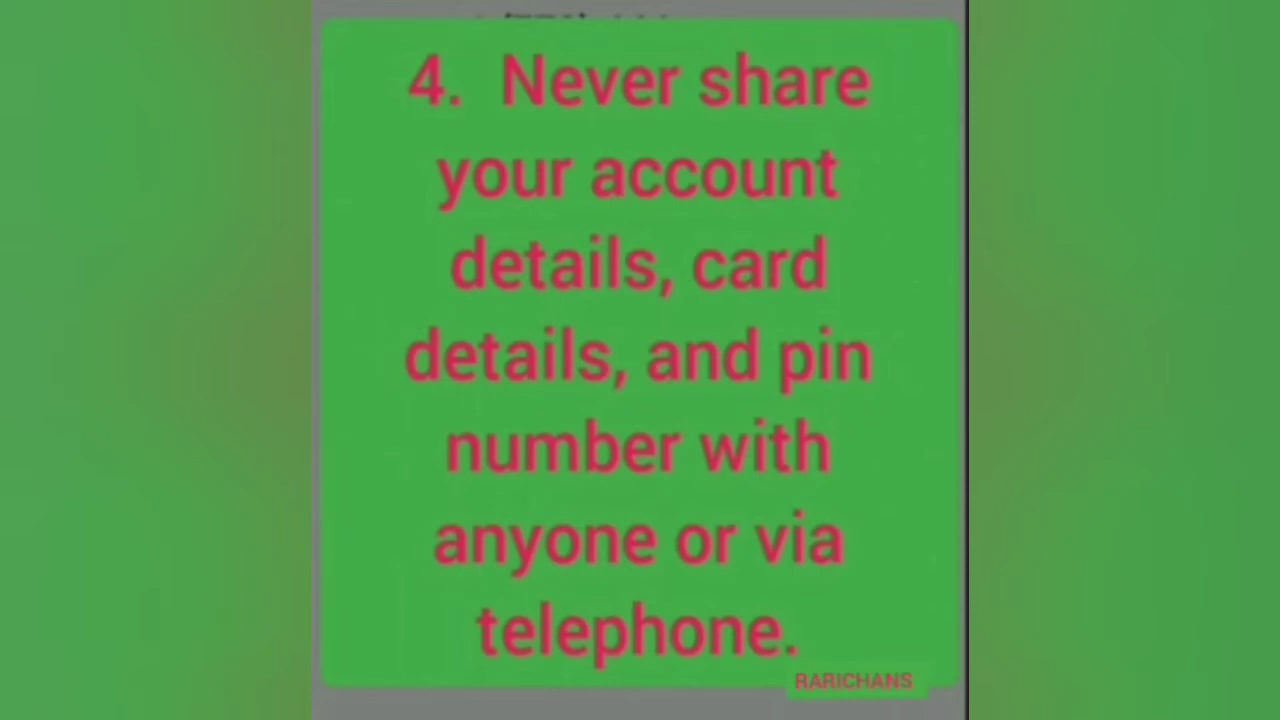 4. Never share
your account
details, card
details, and pin
number with
anyone or via
telephone.
RARICHANS